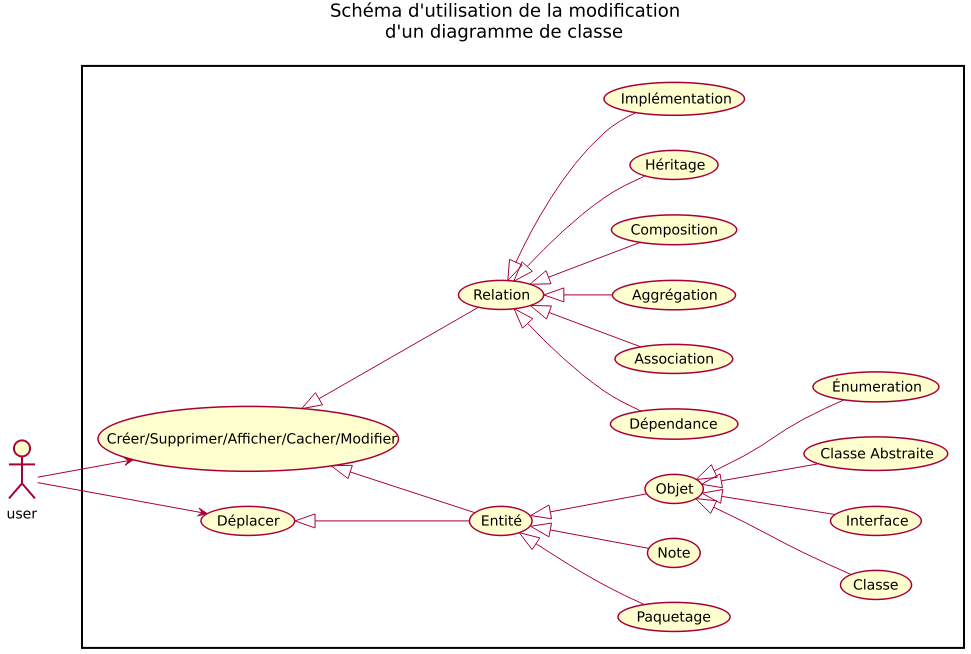 Schéma d'utilisation de la modification
d'un diagramme de classe
Implémentation
Héritage
Composition
Relation
Aggrégation
Association
Énumeration
Dépendance
Créer/Supprimer/Afficher/Cacher/Modifier
Classe Abstraite
Objet
user
Déplacer
Entité
Interface
Note
Classe
Paquetage